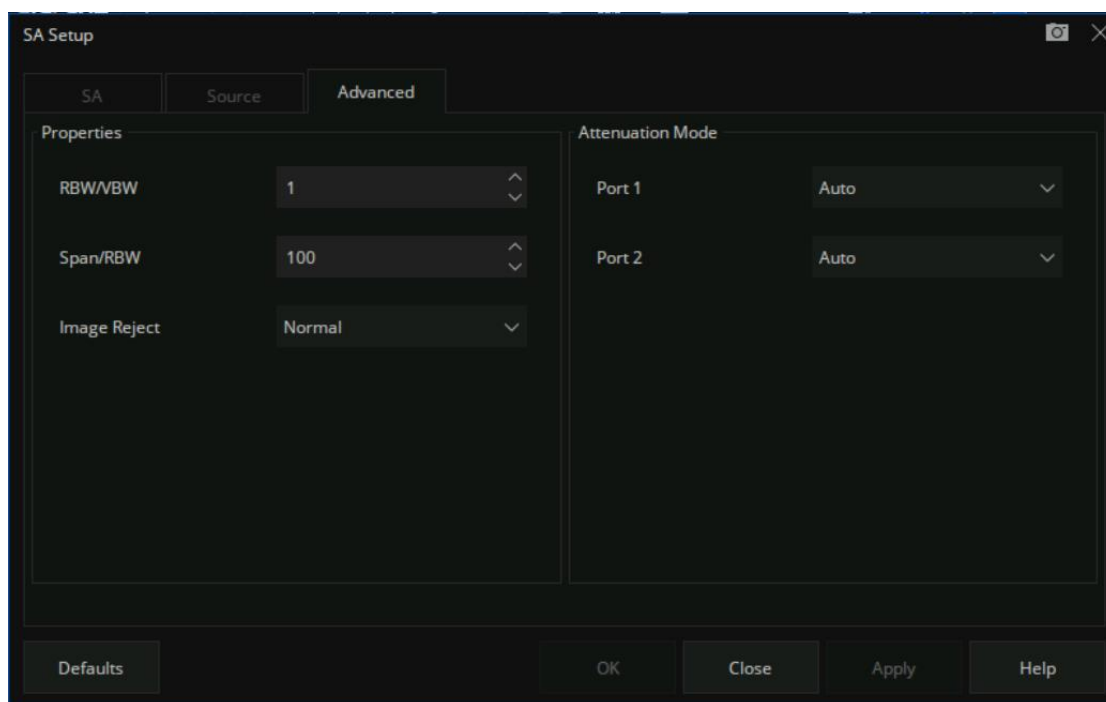 SA Setup
SA
Source
Advanced
Properties
RBW/VBW
1
Span/RBW
100
Image Reject
Normal
Attenuation Mode
Port 1
Auto
Port 2
Auto
Defaults
OK
Close
Apply
Help